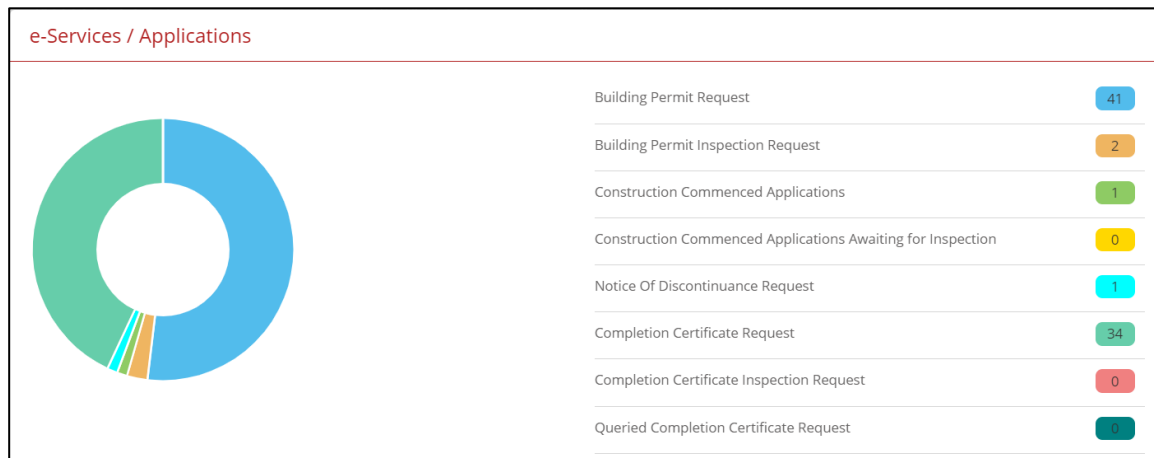 e-Services / Applications
Building Permit Request 41
Building Permit Inspection Request 2
Construction Commenced Applications 1
Construction Commenced Applications Awaiting for Inspection 0
Notice Of Discontinuance Request 1
Completion Certificate Request 34
Completion Certificate Inspection Request 0
Queried Completion Certificate Request 0